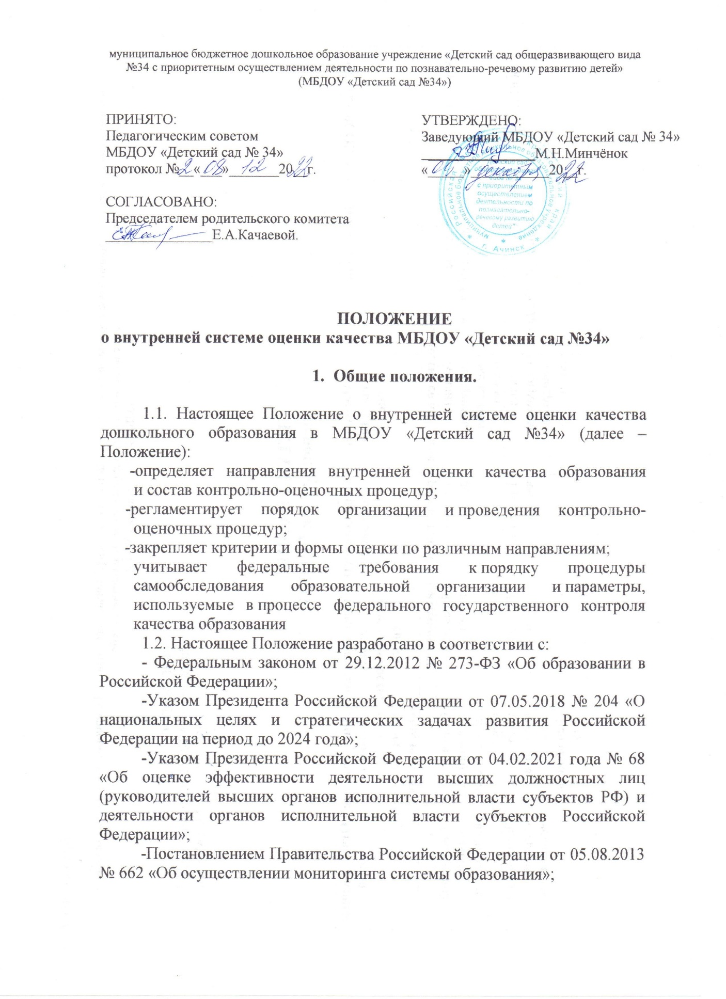 муниципальное бюджетное дошкольное образование учреждение «Детский сад общеразвивающего вида
№34 с приоритетным осуществлением деятельности по познавательно-речевому развитию детей»
(МБДОУ «Детский сад №34»)
ПРИНЯТО:
Педагогическим советом
МБДОУ «Детский сад № 34»
протокол № 2 « 08 » 12 2022г.
СОГЛАСОВАНО:
Председателем родительского комитета
Е.А.Качаевой.
УТВЕРЖДЕНО:
Заведующий МБДОУ «Детский сад № 34»
М.Н.Минчёнок
« 09 » декабря 2022г.
с приоритетным
осуществлением
деятельности по
познавательно-
речевому развитию
детей"
муниципальное бюджетное дошкольное образовательное учреждение
Российская
край
г. Ачинск
ПОЛОЖЕНИЕ
о внутренней системе оценки качества МБДОУ «Детский сад №34»
1. Общие положения.
1.1. Настоящее Положение о внутренней системе оценки качества
дошкольного образования в МБДОУ «Детский сад №34» (далее –
Положение):
-определяет направления внутренней оценки качества образования
и состав контрольно-оценочных процедур;
-регламентирует порядок организации и проведения контрольно-
оценочных процедур;
-закрепляет критерии и формы оценки по различным направлениям;
учитывает федеральные требования к порядку процедуры
самообследования образовательной организации и параметры,
используемые в процессе федерального государственного контроля
качества образования
1.2. Настоящее Положение разработано в соответствии с:
- Федеральным законом от 29.12.2012 № 273-ФЗ «Об образовании в
Российской Федерации»;
-Указом Президента Российской Федерации от 07.05.2018 № 204 «О
национальных целях и стратегических задачах развития Российской
Федерации на период до 2024 года»;
-Указом Президента Российской Федерации от 04.02.2021 года № 68
«Об оценке эффективности деятельности высших должностных лиц
(руководителей высших органов исполнительной власти субъектов РФ) и
деятельности органов исполнительной власти субъектов Российской
Федерации»;
-Постановлением Правительства Российской Федерации от 05.08.2013
№ 662 «Об осуществлении мониторинга системы образования»;